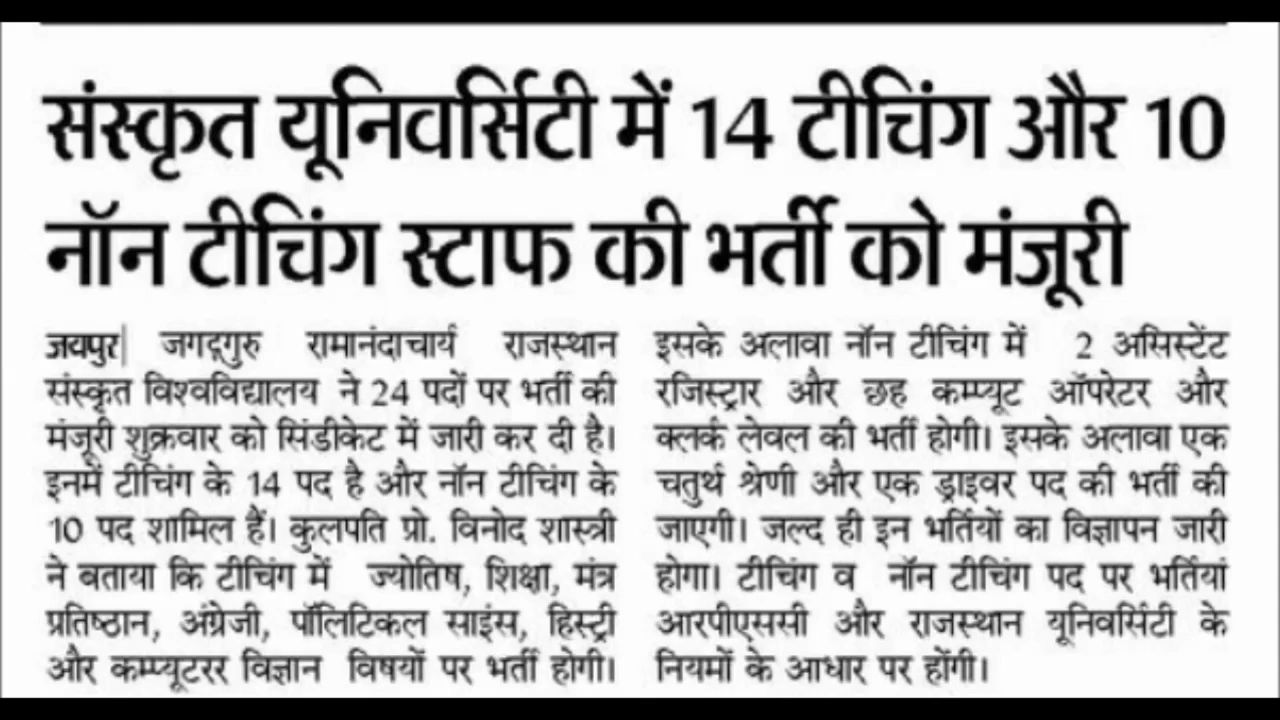 संस्कृत यूनिवर्सिटी में 14 टीचिंग और 10
नॉन टीचिंग स्टाफ की भर्ती को मंजूरी
जयपुर| जगद्गुरु रामानंदाचार्य राजस्थान
संस्कृत विश्वविद्यालय ने 24 पदों पर भर्ती की
मंजूरी शुक्रवार को सिंडीकेट में जारी कर दी है।
इनमें टीचिंग के 14 पद है और नॉन टीचिंग के
10 पद शामिल हैं। कुलपति प्रो. विनोद शास्त्री
ने बताया कि टीचिंग में ज्योतिष, शिक्षा, मंत्र
प्रतिष्ठान, अंग्रेजी, पॉलिटिकल साइंस, हिस्ट्री
और कम्प्यूटरर विज्ञान विषयों पर भर्ती होगी।
इसके अलावा नॉन टीचिंग में 2 असिस्टेंट
रजिस्ट्रार और छह कम्प्यूट ऑपरेटर और
क्लर्क लेवल की भर्ती होगी। इसके अलावा एक
चतुर्थ श्रेणी और एक ड्राइवर पद की भर्ती की
जाएगी। जल्द ही इन भर्तियों का विज्ञापन जारी
होगा। टीचिंग व नॉन टीचिंग पद पर भर्तियां
आरपीएससी और राजस्थान यूनिवर्सिटी के
नियमों के आधार पर होंगी।